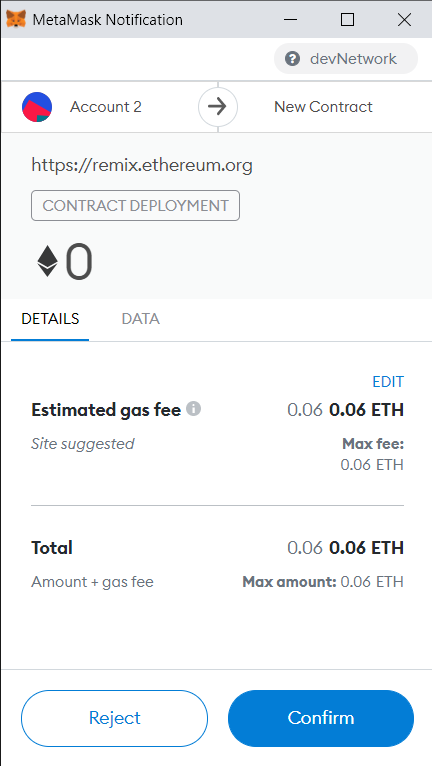 MetaMask Notification
devNetwork
Account 2
New Contract
https://remix.ethereum.org
CONTRACT DEPLOYMENT
0
DETAILS DATA
EDIT
Estimated gas fee 0.06 0.06 ETH
Site suggested Max fee:
0.06 ETH
Total 0.06 0.06 ETH
Amount + gas fee Max amount: 0.06 ETH
Reject Confirm